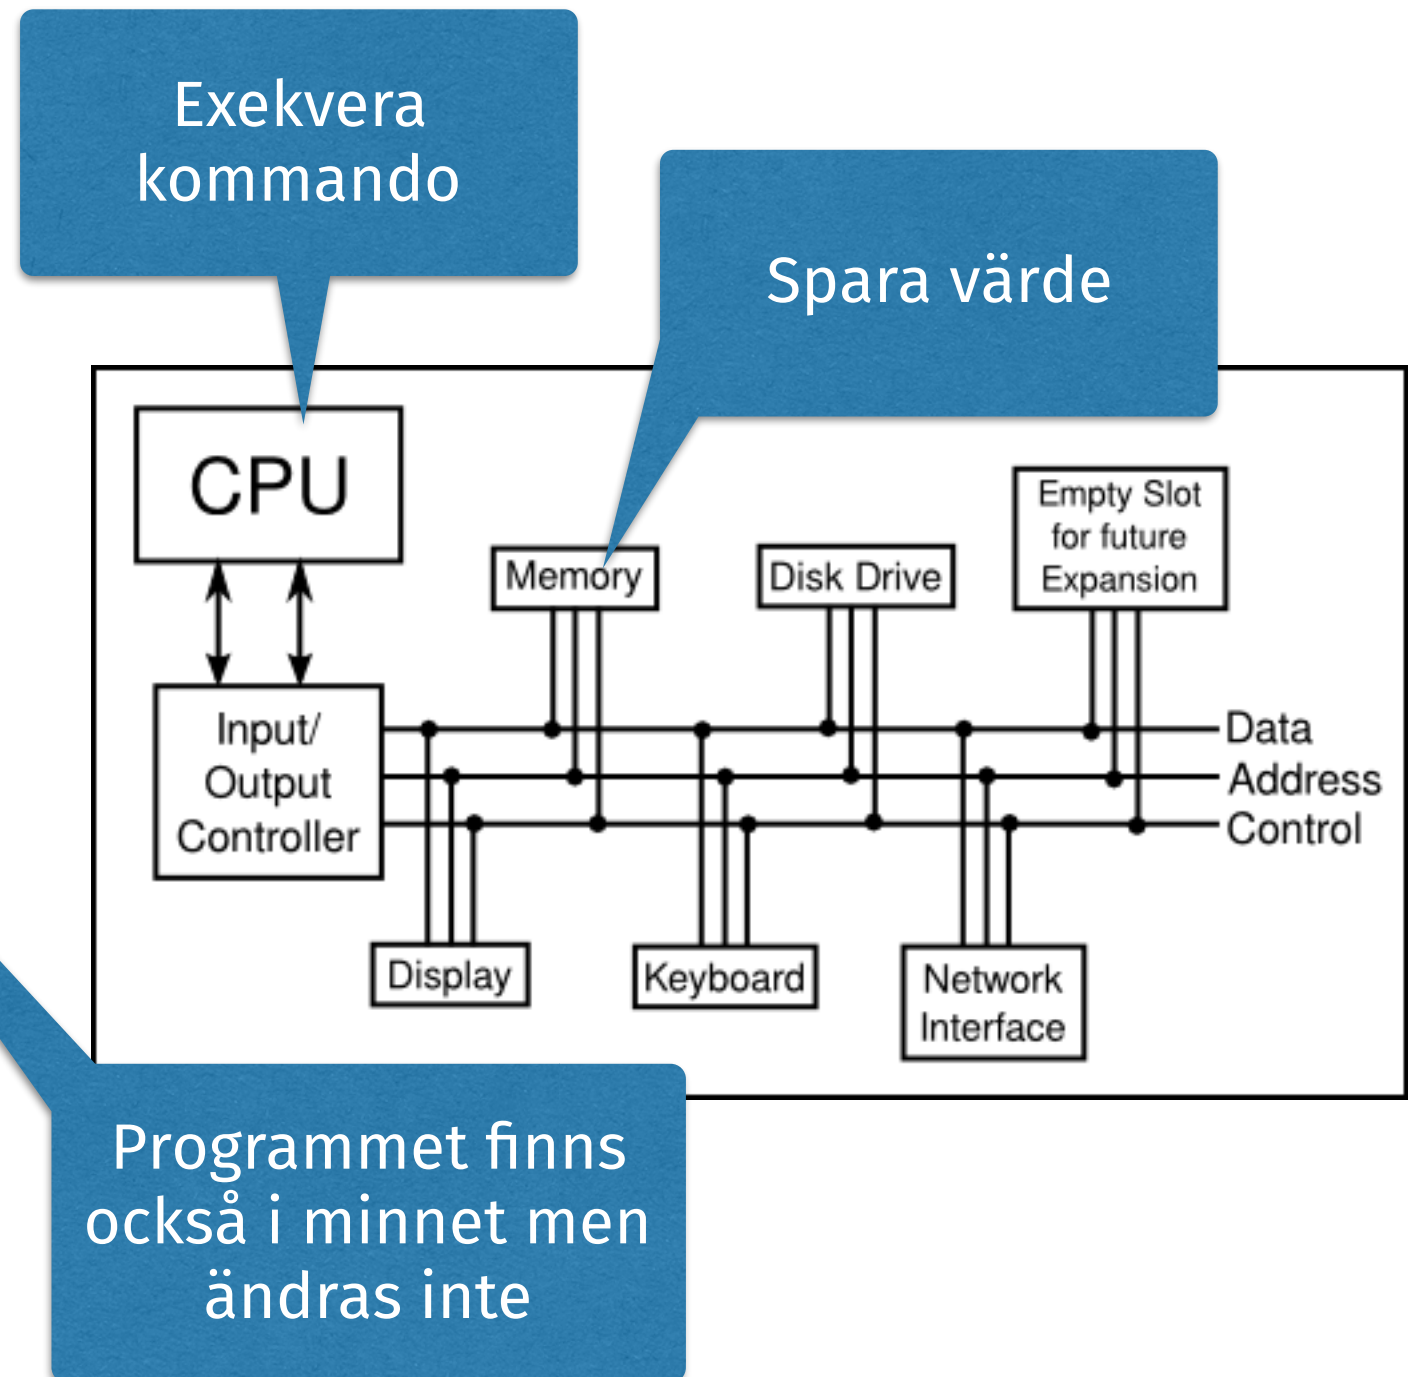 Exekvera
kommando
Spara värde
CPU
Empty Slot
for future
Expansion
Memory
Disk Drive
Input/
Output
Controller
Data
Address
Control
Display
Keyboard
Network
Interface
Programmet finns
också i minnet men
ändras inte